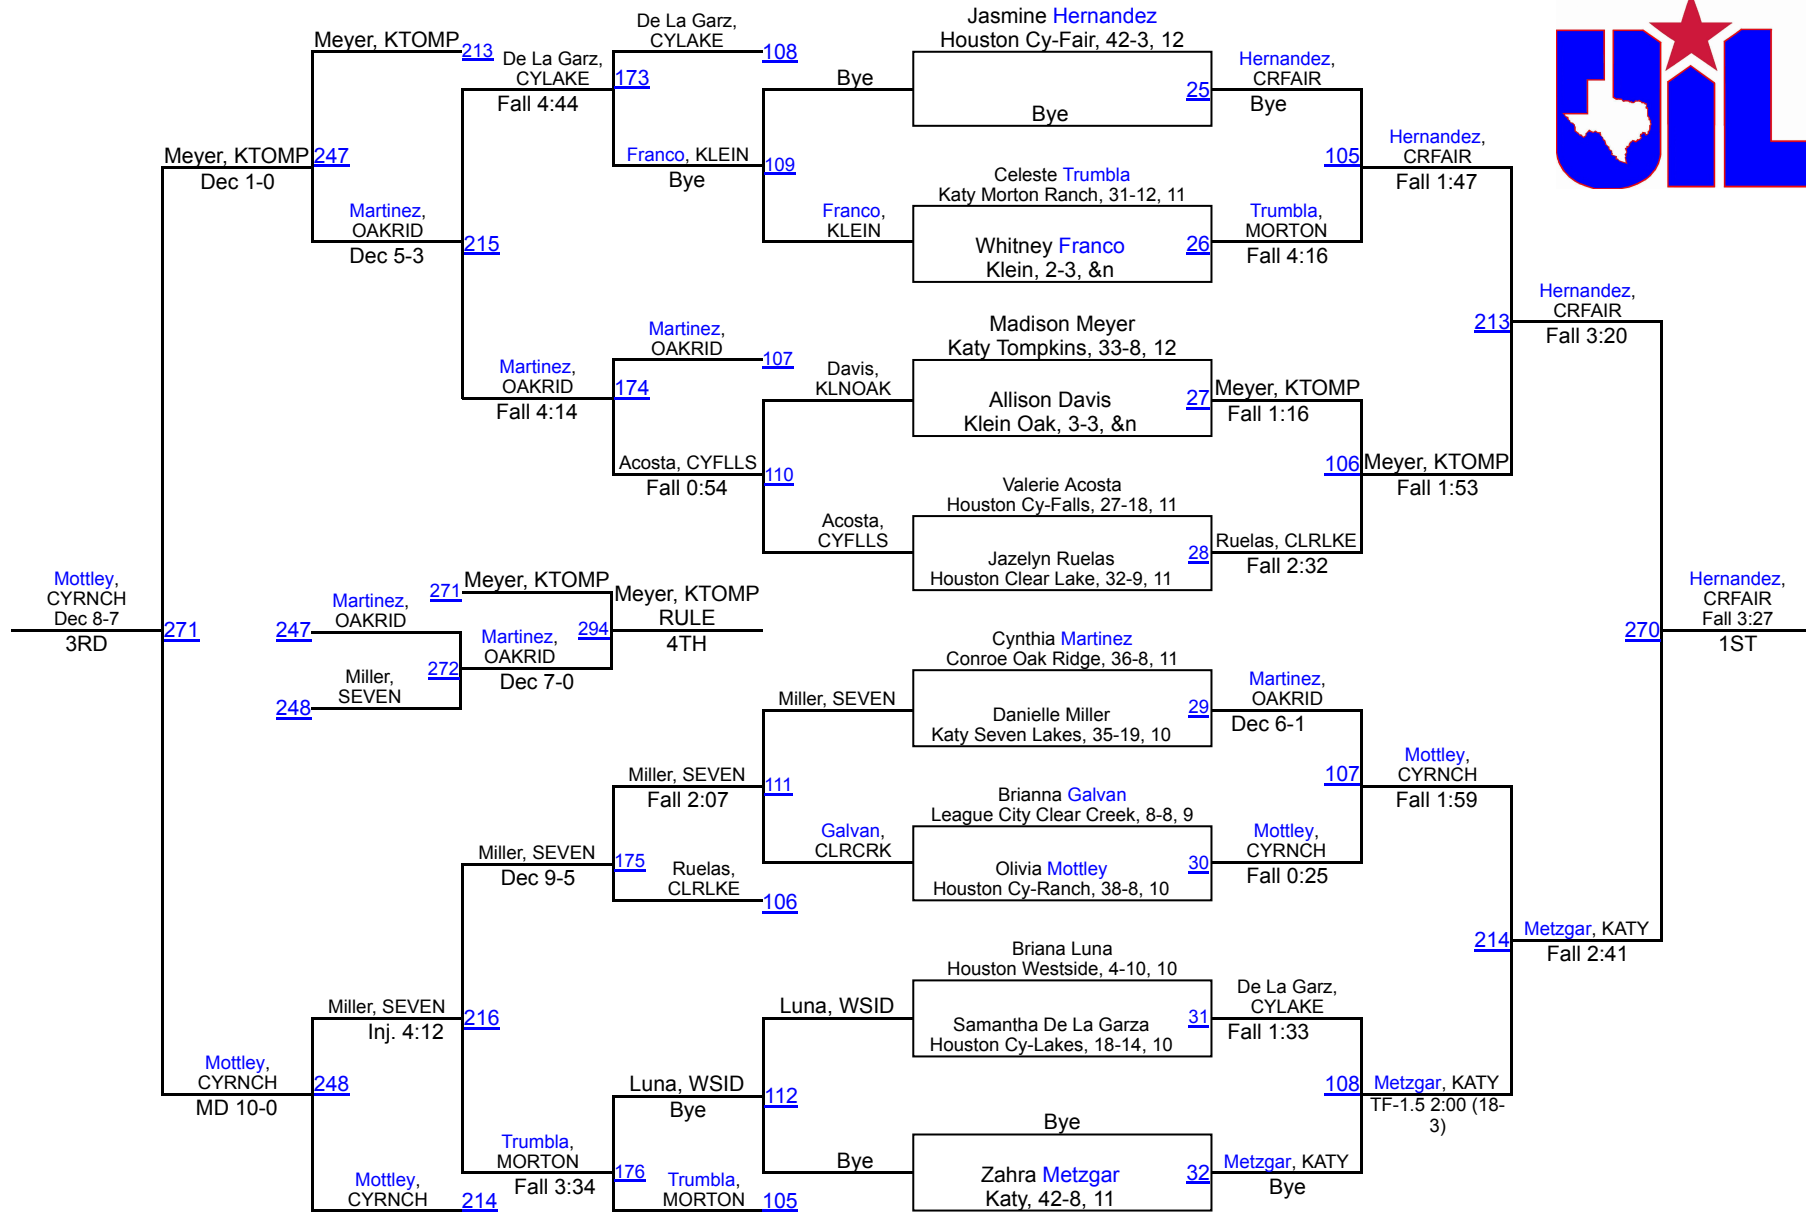 De La Garz,
CYLAKE
108
Meyer, KTOMP
213
De La Garz,
CYLAKE
Fall 4:44
173
Franco, KLEIN
Bye
109
Bye
Franco,
KLEIN
Meyer, KTOMP
Dec 1-0
247
Martinez,
OAKRID
Dec 5-3
215
Martinez,
OAKRID
107
Martinez,
OAKRID
Fall 4:14
174
Davis,
KLNOAK
Acosta, CYFLLS
Fall 0:54
110
Acosta,
CYFLLS
Jasmine Hernandez
Houston Cy-Fair, 42-3, 12
25
Bye
Hernandez,
CRFAIR
Bye
Celeste Trumbla
Katy Morton Ranch, 31-12, 11
Whitney Franco
Klein, 2-3, &n
26
Trumbla,
MORTON
Fall 4:16
105
Hernandez,
CRFAIR
Fall 1:47
Madison Meyer
Katy Tompkins, 33-8, 12
Allison Davis
Klein Oak, 3-3, &n
27
Meyer, KTOMP
Fall 1:16
Valerie Acosta
Houston Cy-Falls, 27-18, 11
Jazelyn Ruelas
Houston Clear Lake, 32-9, 11
28
Ruelas, CLRLKE
Fall 2:32
106
Meyer, KTOMP
Fall 1:53
213
Hernandez,
CRFAIR
Fall 3:20
UIL
Mottley,
CYRNCH
Dec 8-7
3RD
271
247
Martinez,
OAKRID
Miller,
SEVEN
248
272
271
Meyer, KTOMP
Martinez,
OAKRID
Dec 7-0
294
Meyer, KTOMP
RULE
4TH
270
Hernandez,
CRFAIR
Fall 3:27
1ST
Cynthia Martinez
Conroe Oak Ridge, 36-8, 11
Danielle Miller
Katy Seven Lakes, 35-19, 10
29
Martinez,
OAKRID
Dec 6-1
Miller, SEVEN
Miller, SEVEN
Fall 2:07
111
Galvan,
CLRCRK
Brianna Galvan
League City Clear Creek, 8-8, 9
Olivia Mottley
Houston Cy-Ranch, 38-8, 10
30
Mottley,
CYRNCH
Fall 0:25
107
Mottley,
CYRNCH
Fall 1:59
Miller, SEVEN
Dec 9-5
175
Ruelas,
CLRLKE
106
Briana Luna
Houston Westside, 4-10, 10
Samantha De La Garza
Houston Cy-Lakes, 18-14, 10
31
De La Garz,
CYLAKE
Fall 1:33
214
Metzgar, KATY
Fall 2:41
Miller, SEVEN
Inj. 4:12
216
Luna, WSID
Luna, WSID
Bye
112
Bye
Bye
Zahra Metzgar
Katy, 42-8, 11
32
Metzgar, KATY
Bye
108
Metzgar, KATY
TF-1.5 2:00 (18-
3)
Mottley,
CYRNCH
MD 10-0
248
Trumbla,
MORTON
Fall 3:34
176
Trumbla,
MORTON
105
Mottley,
CYRNCH
214